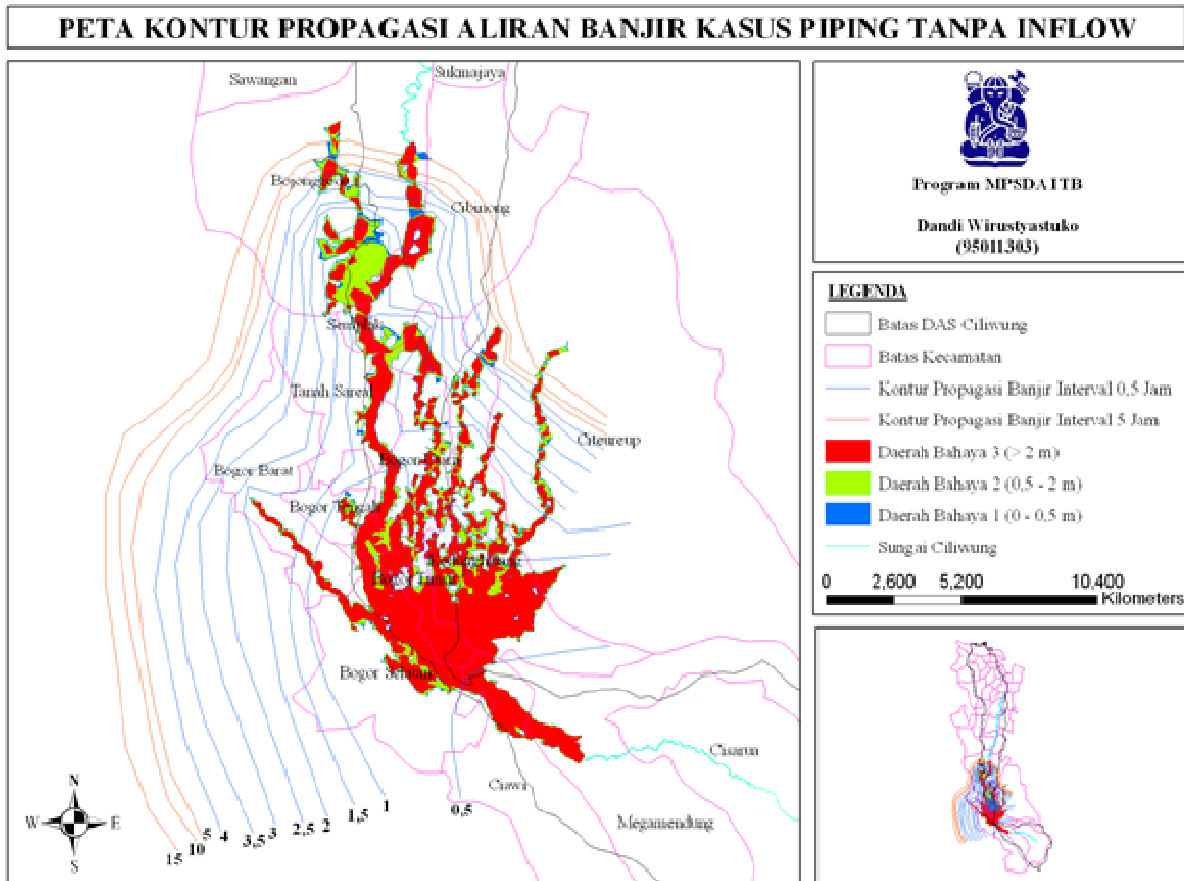 PETA KONTUR PROPAGASI ALIRAN BANJIR KASUS PIPING TANPA INFLOW
Sawangan
Sukmajaya
Cibinong
Tanah Sareal
Citeureup
Bogor Barat
Bogor Tengah
Bogor Selatan
Cisarua
Ciawi
Megamendung
N
W
E
S
15
10
5
4
3,5
3
2,5
2
1,5
1
0,5
Program MPSDA ITB
Dandi Wirustyastuko
(95011303)
LEGENDA
Batas DAS Ciliwung
Batas Kecamatan
Kontur Propagasi Banjir Interval 0,5 Jam
Kontur Propagasi Banjir Interval 5 Jam
Daerah Bahaya 3 (> 2 m)
Daerah Bahaya 2 (0,5 - 2 m)
Daerah Bahaya 1 (0 - 0,5 m)
Sungai Ciliwung
0 2,600 5,200 10,400
Kilometers